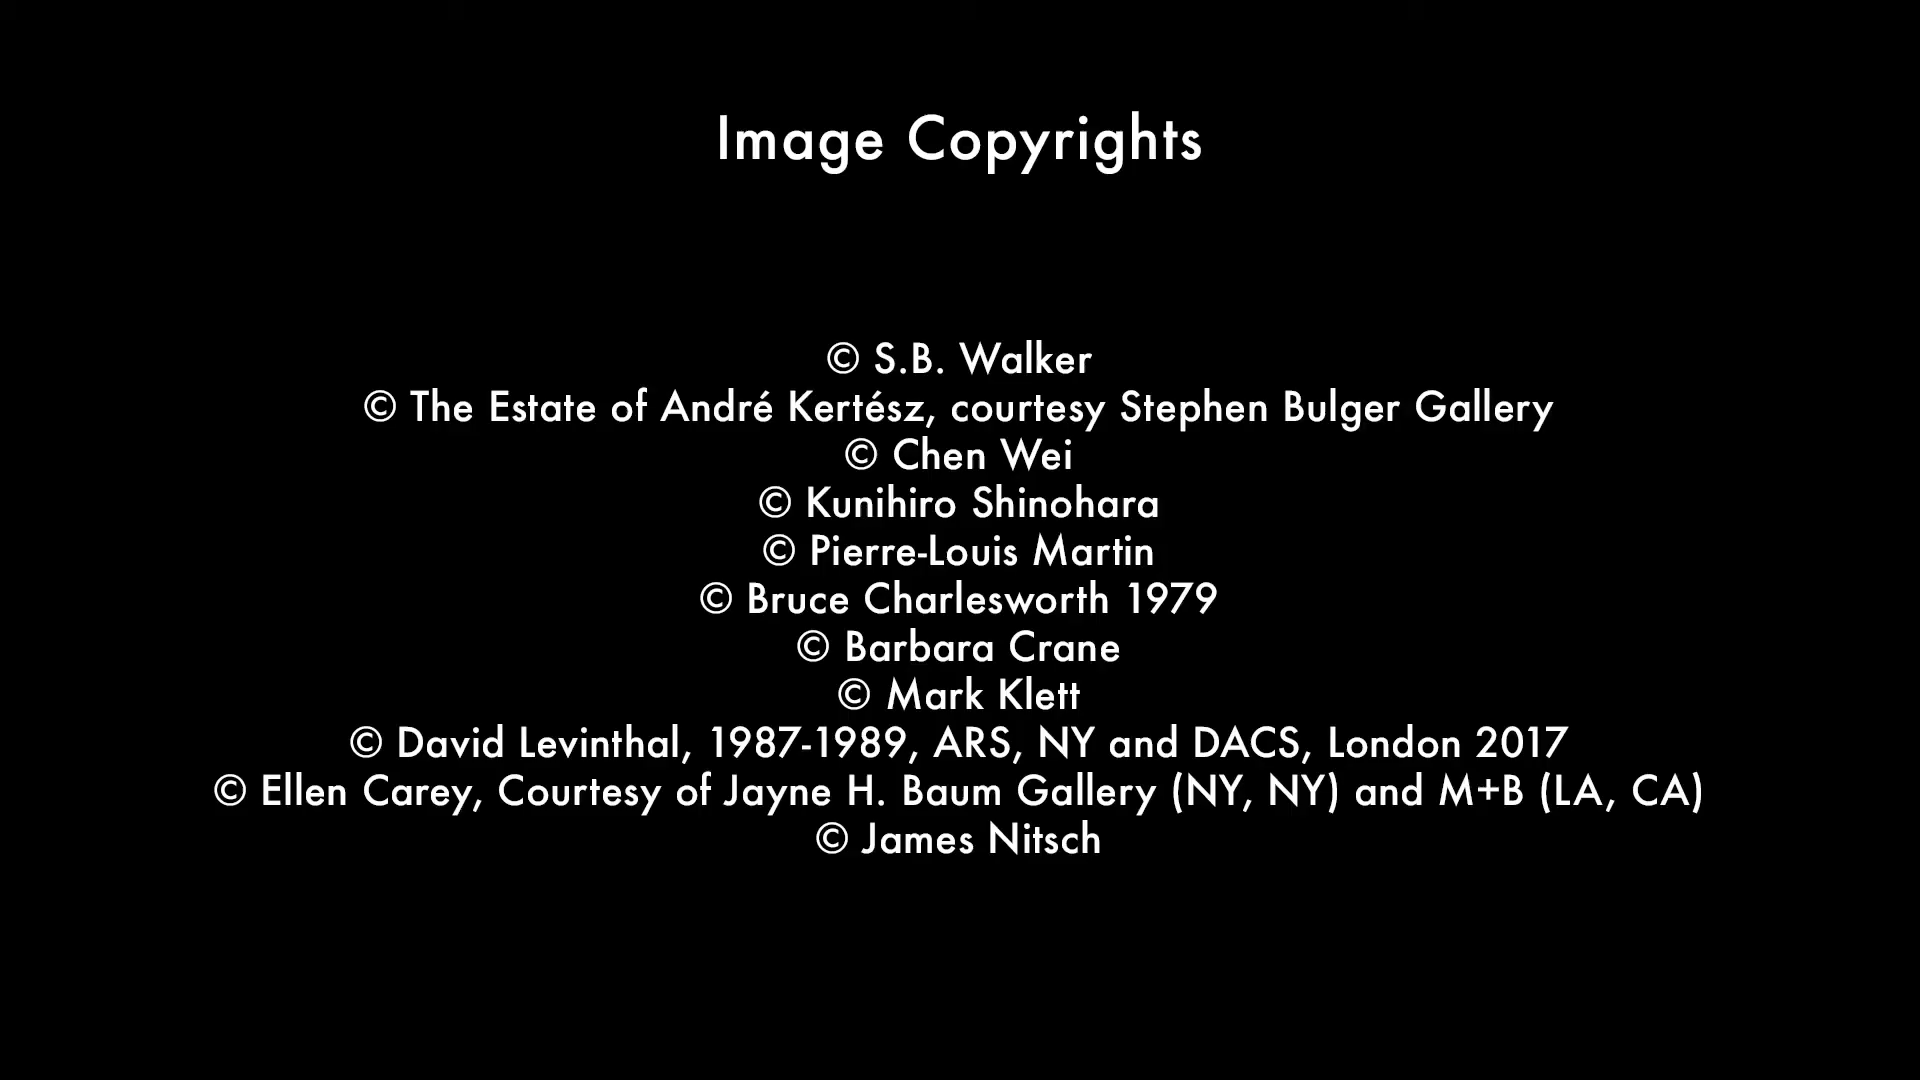 Image Copyrights
© S.B. Walker
© The Estate of André Kertész, courtesy Stephen Bulger Gallery
© Chen Wei
© Kunihiro Shinohara
© Pierre-Louis Martin
© Bruce Charlesworth 1979
© Barbara Crane
© Mark Klett
© David Levinthal, 1987-1989, ARS, NY and DACS, London 2017
© Ellen Carey, Courtesy of Jayne H. Baum Gallery (NY, NY) and M+B (LA, CA)
© James Nitsch